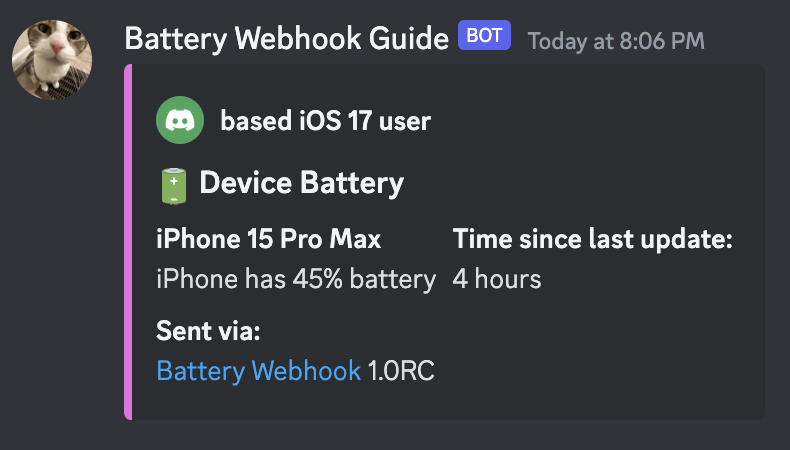 Battery Webhook Guide BOT Today at 8:06 PM
based iOS 17 user
Device Battery
iPhone 15 Pro Max Time since last update:
iPhone has 45% battery 4 hours
Sent via:
Battery Webhook 1.0RC